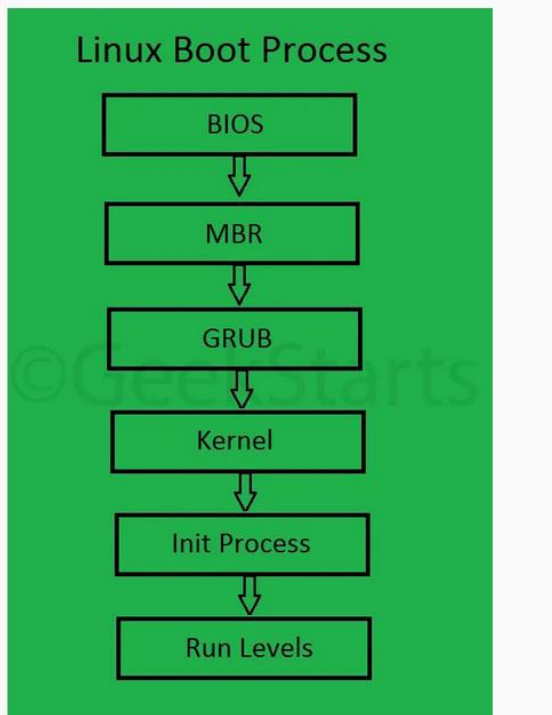 Linux Boot Process
BIOS
MBR
GRUB
©GeekStarts
Kernel
Init Process
Run Levels